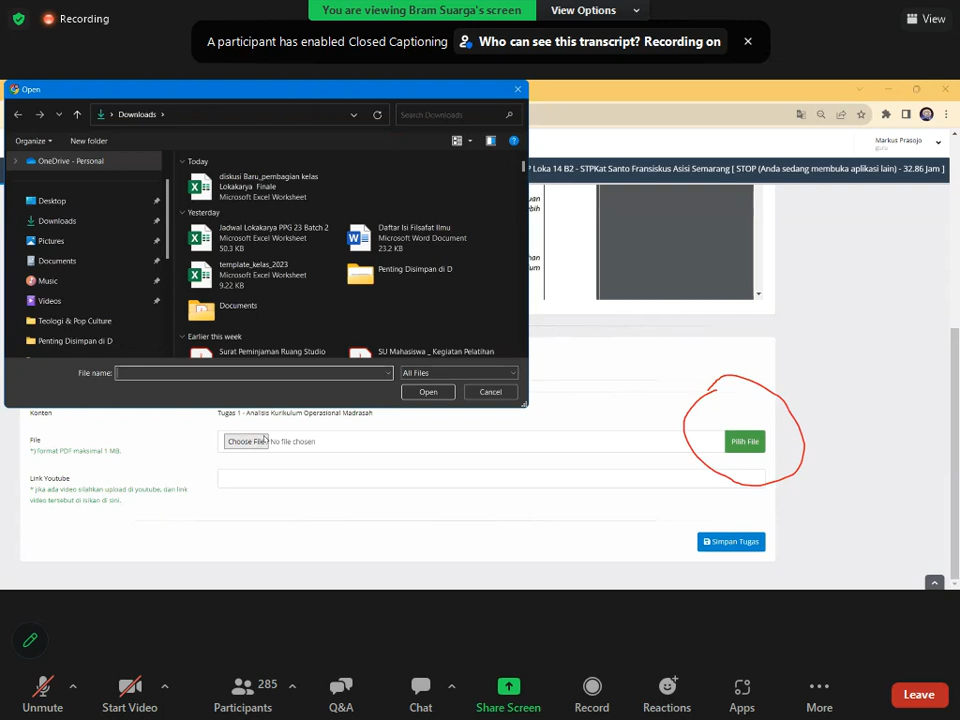 Recording
You are viewing Bram Suarga's screen
View Options
View
A participant has enabled Closed Captioning
Who can see this transcript? Recording on
Open
Downloads
Search Downloads
Organize
New folder
OneDrive - Personal
Desktop
Downloads
Pictures
Documents
Music
Videos
Teologi & Pop Culture
Penting Disimpan di D
Today
diskusi Baru_pembagian kelas
Lokakarya Finale
Microsoft Excel Worksheet
Yesterday
Jadwal Lokakarya PPG 23 Batch 2
Microsoft Excel Worksheet
50.3 KB
Daftar Isi Filsafat Ilmu
Microsoft Word Document
23.2 KB
template_kelas_2023
Microsoft Excel Worksheet
9.22 KB
Penting Disimpan di D
Documents
Earlier this week
Surat Peminjaman Ruang Studio
SU Mahasiswa _ Kegiatan Pelatihan
File name:
All Files
Open
Cancel
Markus Prasojo
guru
Loka 14 B2 - STPKat Santo Fransiskus Asisi Semarang [ STOP (Anda sedang membuka aplikasi lain) - 32.86 Jam ]
Konten
Tugas 1 - Analisis Kurikulum Operasional Madrasah
File
*) format PDF maksimal 1 MB.
Choose File
No file chosen
Pilih File
Link Youtube
* jika ada video silahkan upload di youtube, dan link
video tersebut di isikan di sini.
Simpan Tugas
Unmute
Start Video
285
Participants
Q&A
Chat
Share Screen
Record
Reactions
Apps
More
Leave